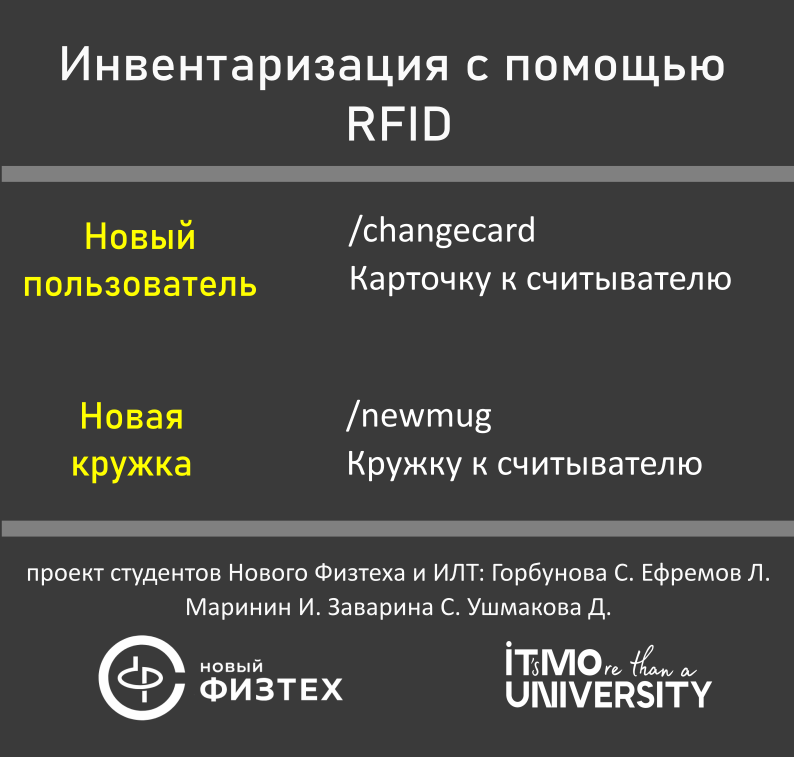 Инвентаризация с помощью
RFID
Новый
пользователь
/changecard
Карточку к считывателю
Новая
кружка
/newmug
Кружку к считывателю
проект студентов Нового Физтеха и ИЛТ: Горбунова С. Ефремов Л.
Маринин И. Заварина С. Ушмакова Д.
новый
ФИЗТЕХ
IT'sMOre than a
UNIVERSITY